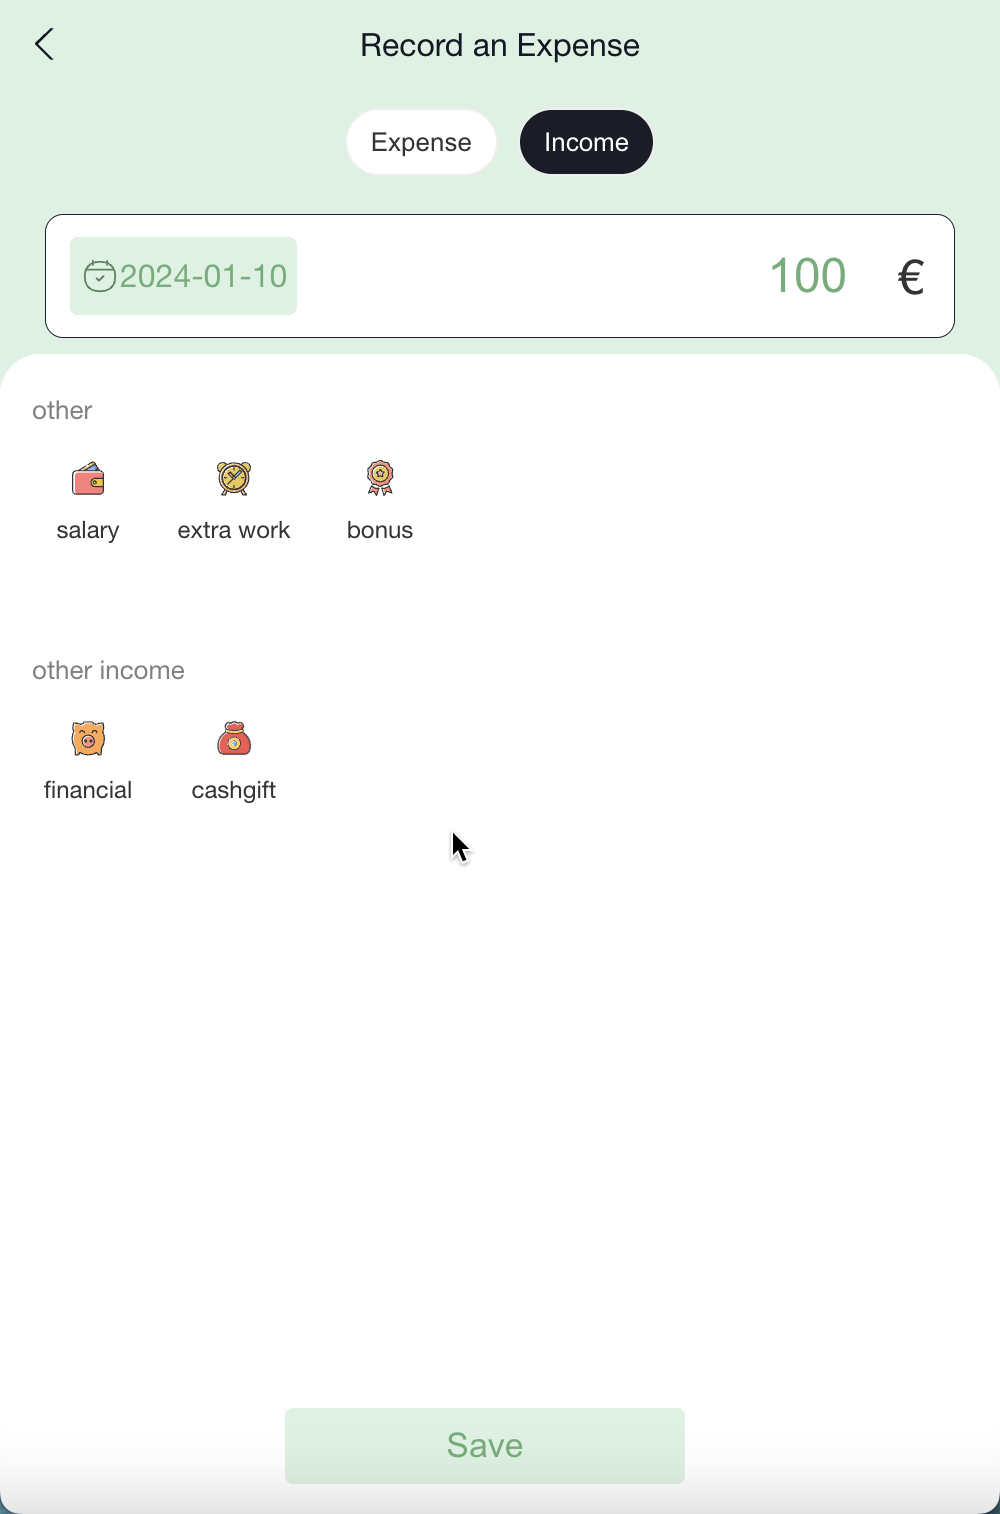 Record an Expense
Expense Income
2024-01-10 100 €
other
salary extra work bonus
other income
financial cashgift
Save